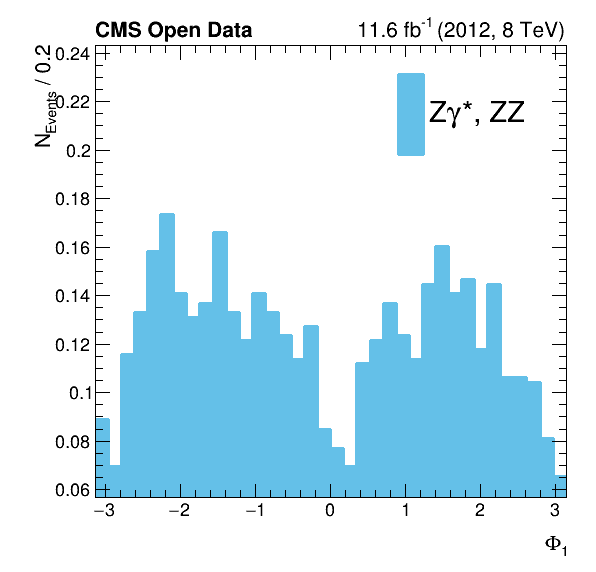 CMS Open Data 11.6 fb⁻¹ (2012, 8 TeV)
N_Events / 0.2
0.24
0.22
0.2
0.18
0.16
0.14
0.12
0.1
0.08
0.06
Zγ*, ZZ
−3 −2 −1 0 1 2 3
Φ₁